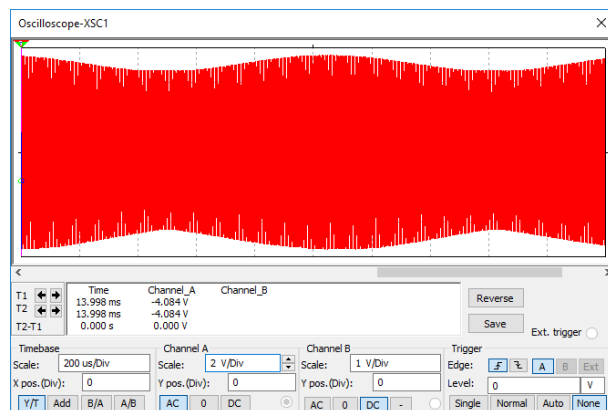 Oscilloscope-XSC1
Time Channel_A Channel_B
T1 13.998 ms -4.084 V
T2 13.998 ms -4.084 V
T2-T1 0.000 s 0.000 V
Reverse
Save
Ext. trigger
Timebase
Scale: 200 us/Div
X pos.(Div): 0
Y/T Add B/A A/B
Channel A
Scale: 2 V/Div
Y pos.(Div): 0
AC 0 DC
Channel B
Scale: 1 V/Div
Y pos.(Div): 0
AC 0 DC -
Trigger
Edge: A B Ext
Level: 0 V
Single Normal Auto None